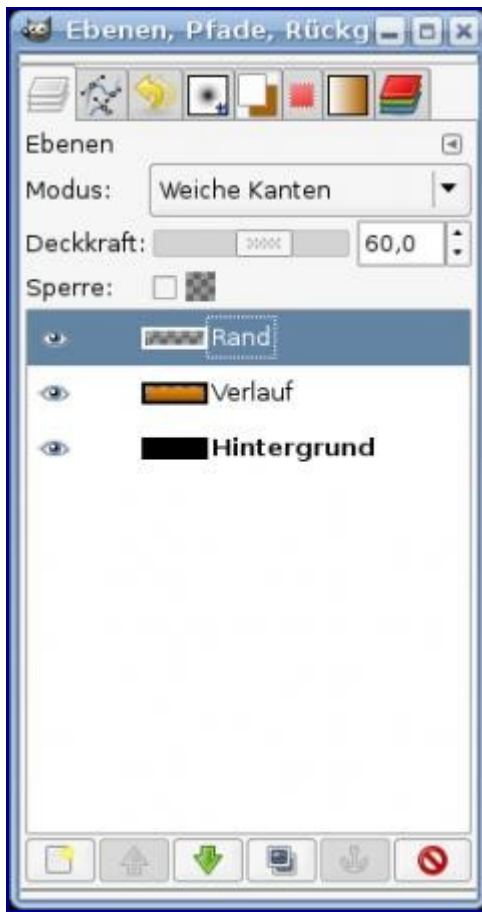 Ebenen, Pfade, Rückg
Ebenen
Modus: Weiche Kanten
Deckkraft: 60,0
Sperre:
Rand
Verlauf
Hintergrund